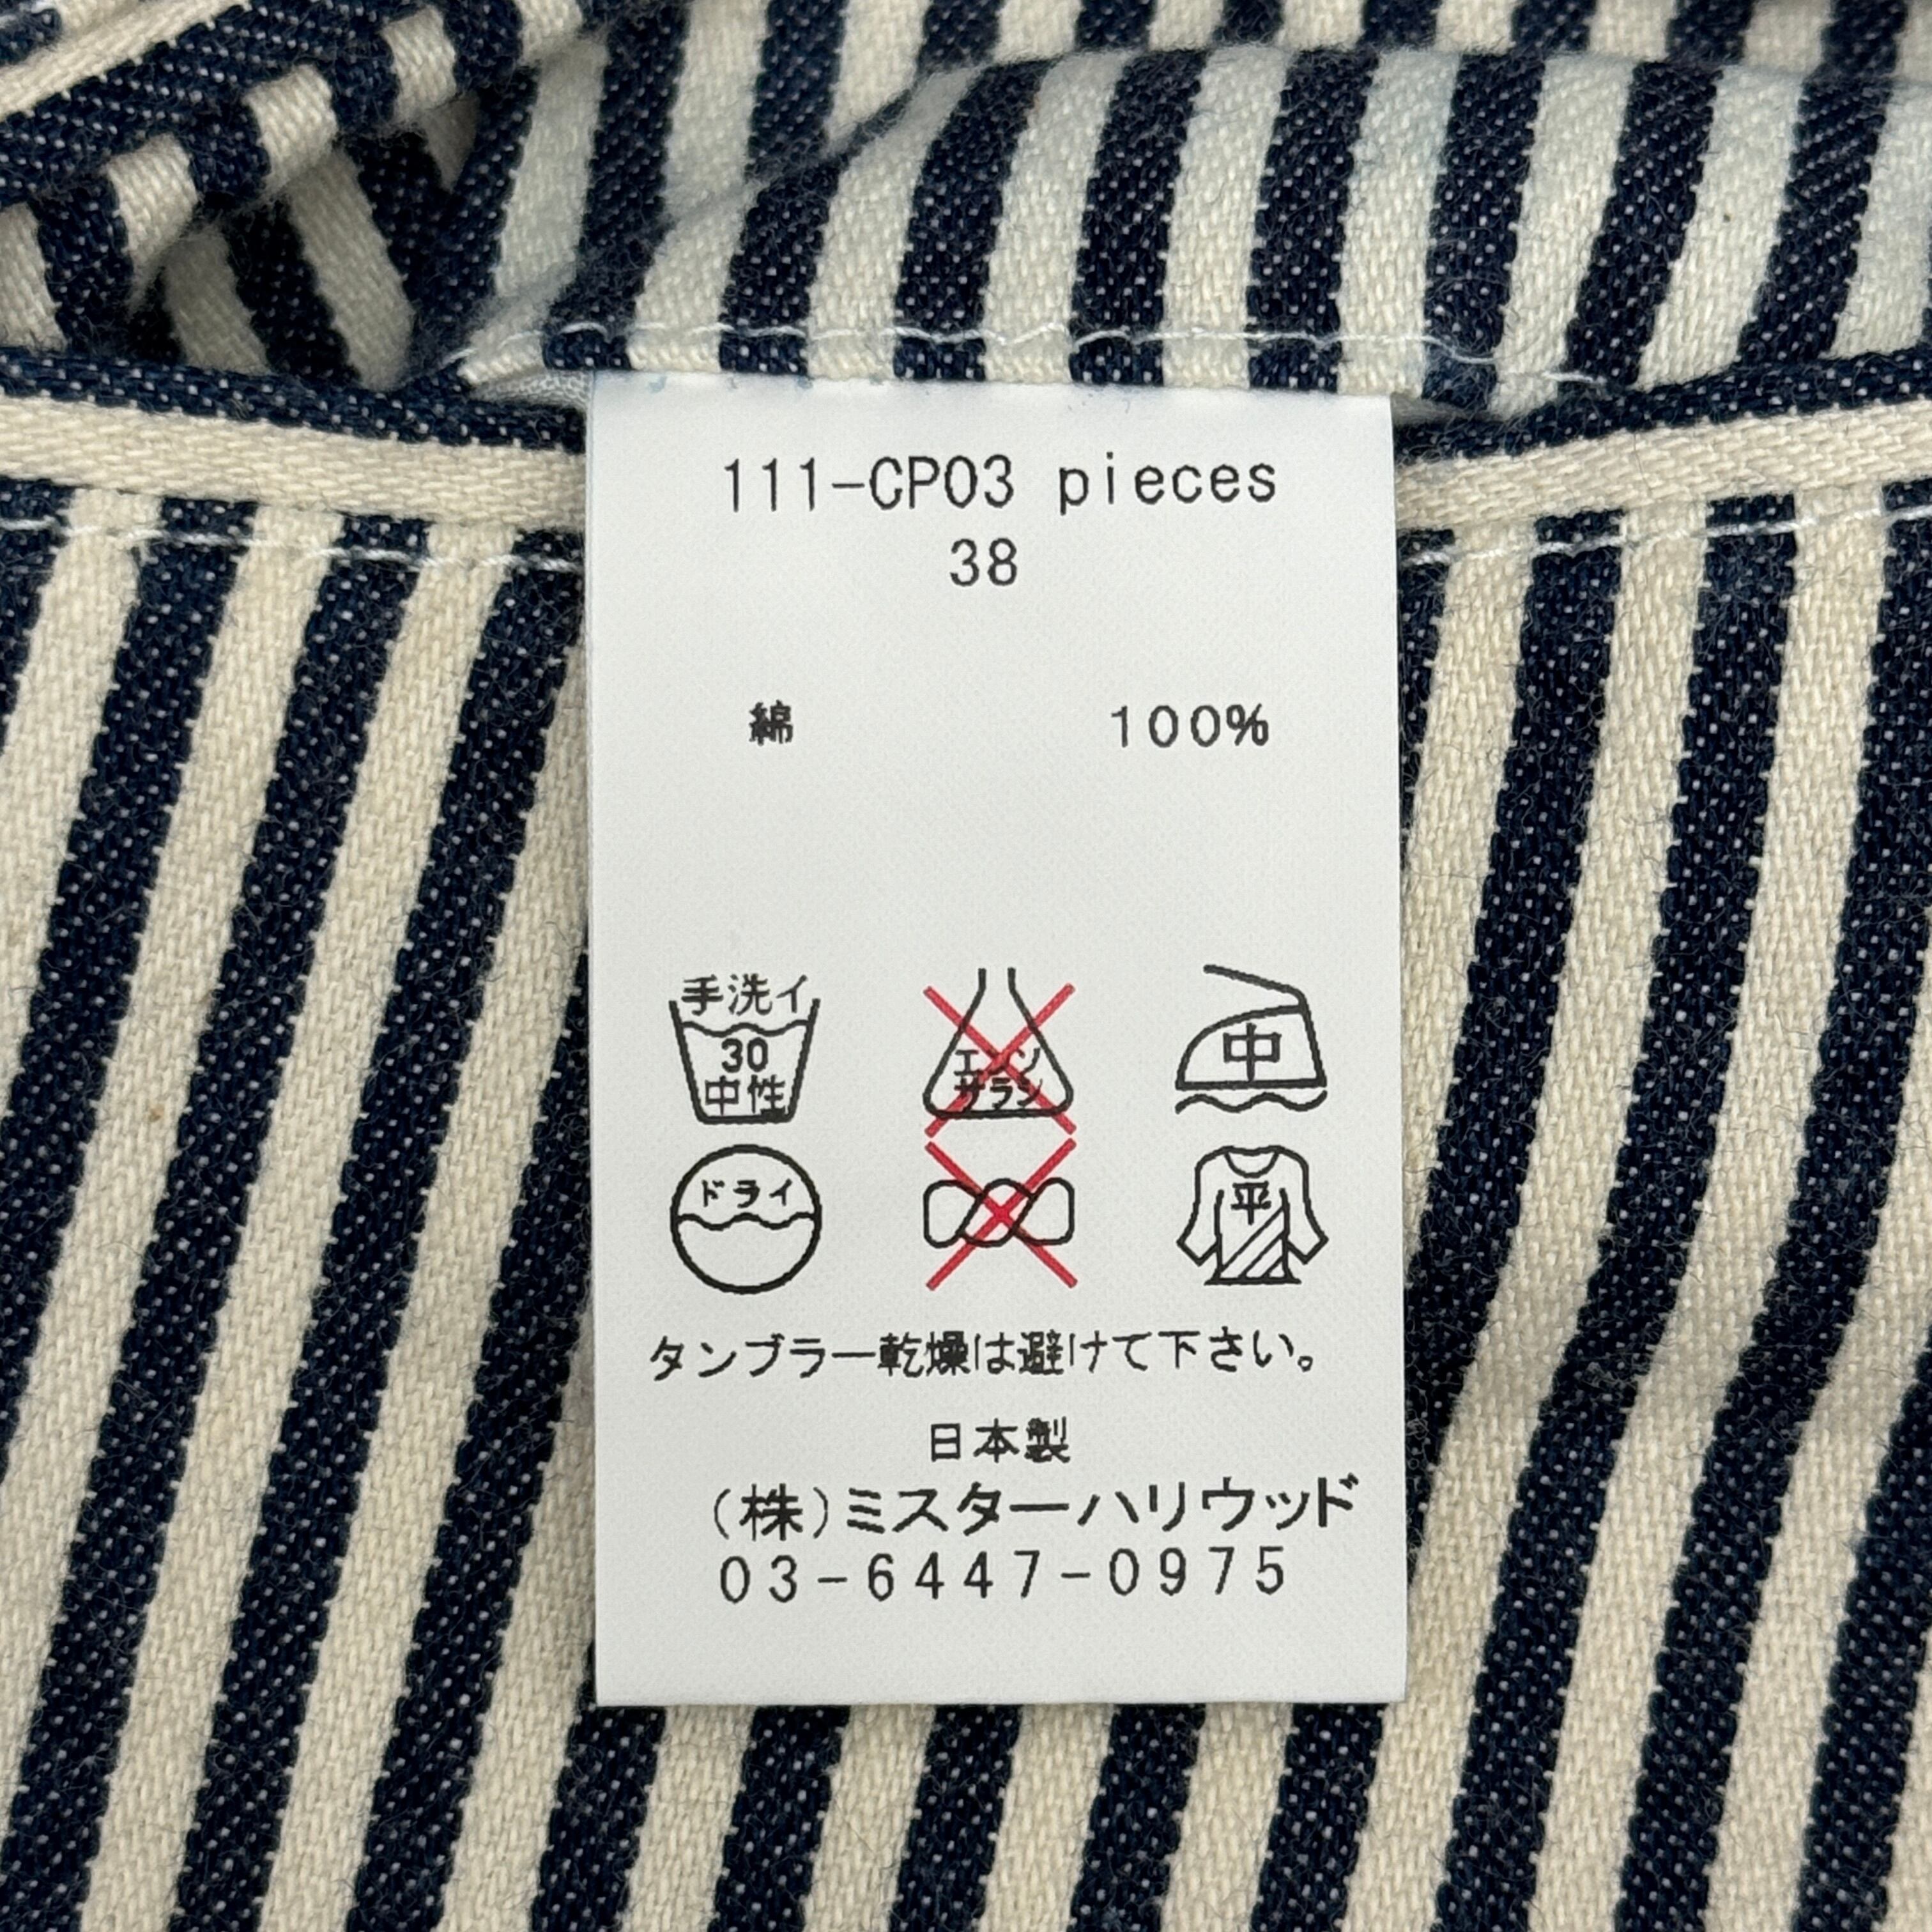 111-CP03 pieces
38
綿 100%
手洗イ
30
中性
エンソ
サラシ
中
ドライ
平
タンブラー乾燥は避けて下さい。
日本製
(株)ミスターハリウッド
03-6447-0975